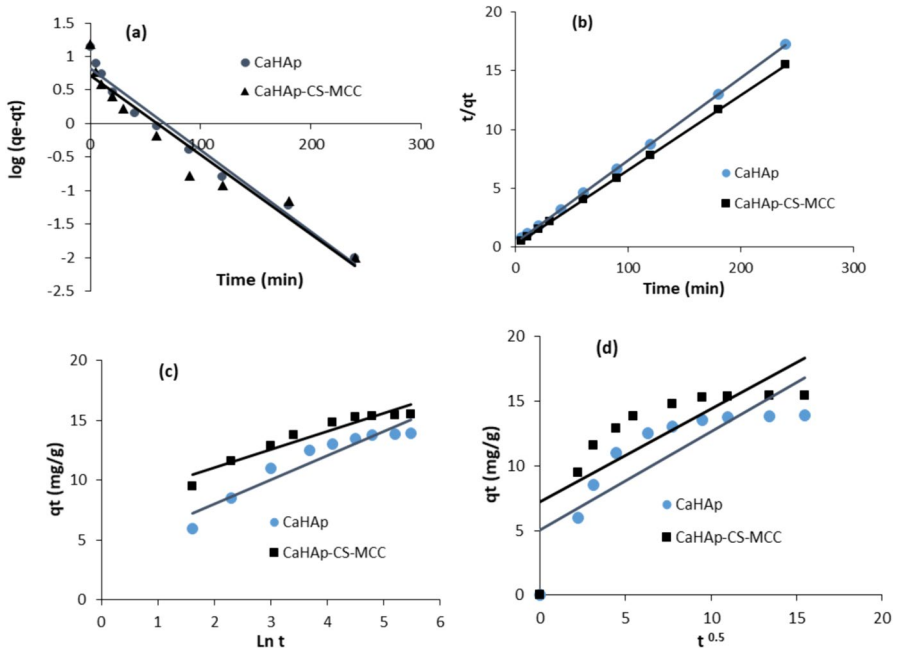 (a)
1.5
1
0.5
0
-0.5
-1
-1.5
-2
-2.5
0
100
200
300
log (qe-qt)
Time (min)
CaHAp
CaHAp-CS-MCC
(b)
20
15
10
5
0
0
100
200
300
t/qt
Time (min)
CaHAp
CaHAp-CS-MCC
(c)
20
15
10
5
0
0
1
2
3
4
5
6
qt (mg/g)
Ln t
CaHAp
CaHAp-CS-MCC
(d)
20
15
10
5
0
0
5
10
15
20
qt (mg/g)
t 0.5
CaHAp
CaHAp-CS-MCC